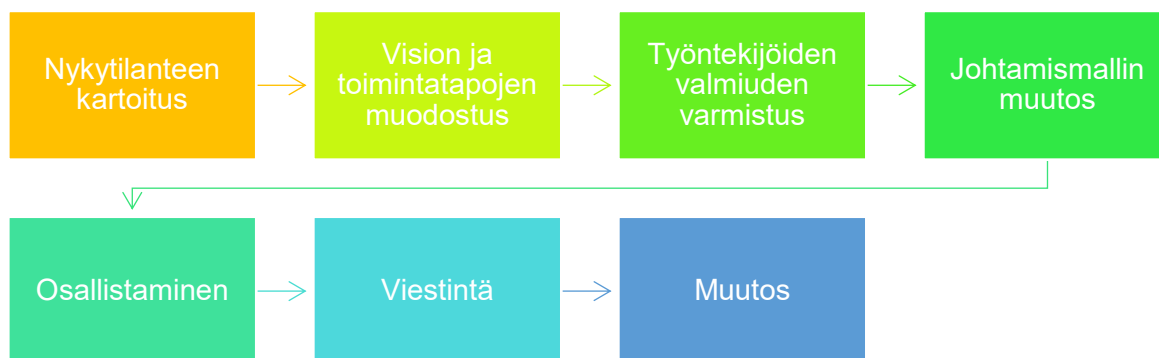 Nykytilanteen
kartoitus
Vision ja
toimintatapojen
muodostus
Työntekijöiden
valmiuden
varmistus
Johtamismallin
muutos
Osallistaminen
Viestintä
Muutos